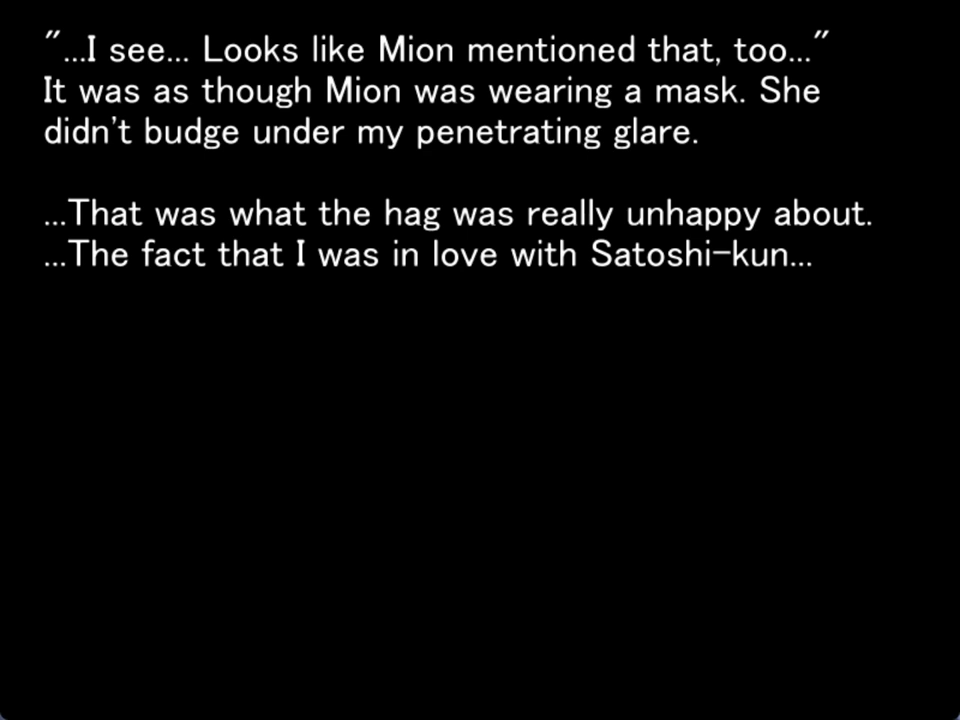 "...I see... Looks like Mion mentioned that, too..."
It was as though Mion was wearing a mask. She
didn't budge under my penetrating glare.
...That was what the hag was really unhappy about.
...The fact that I was in love with Satoshi-kun...